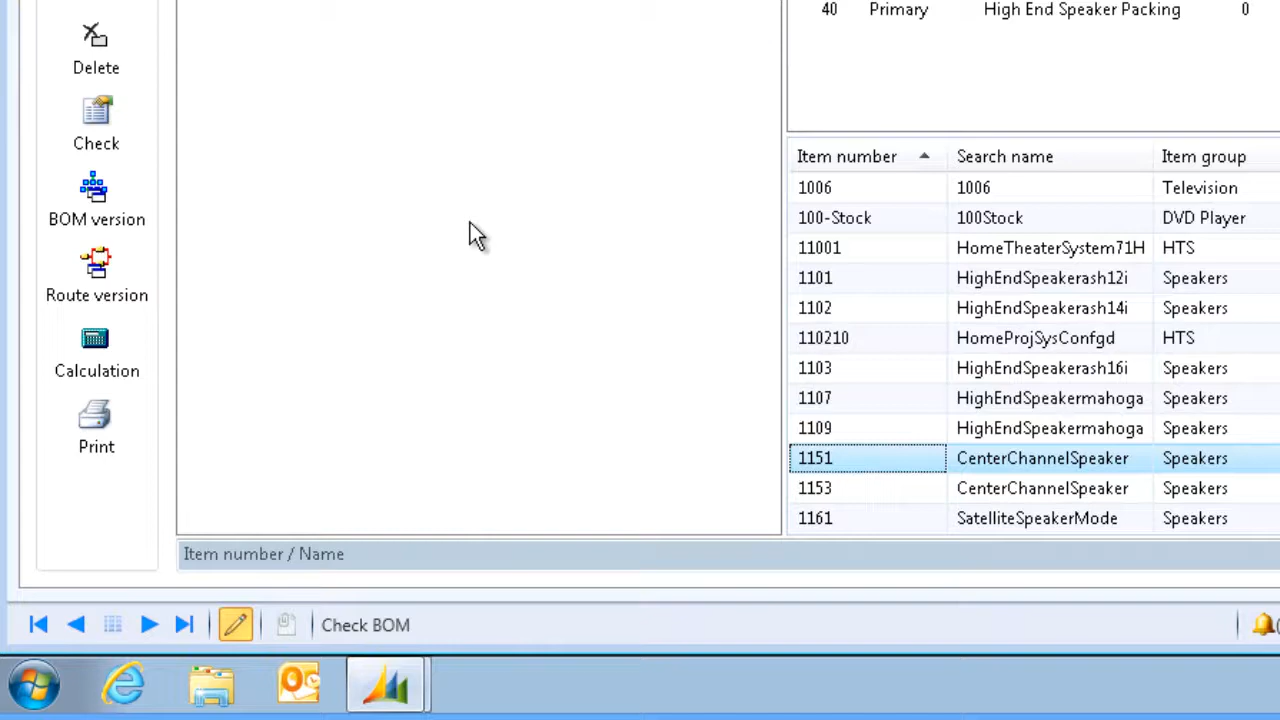 Delete
Check
BOM version
Route version
Calculation
Print
40 Primary High End Speaker Packing 0
Item number Search name Item group
1006 1006 Television
100-Stock 100Stock DVD Player
11001 HomeTheaterSystem71H HTS
1101 HighEndSpeakerash12i Speakers
1102 HighEndSpeakerash14i Speakers
110210 HomeProjSysConfgd HTS
1103 HighEndSpeakerash16i Speakers
1107 HighEndSpeakermahoga Speakers
1109 HighEndSpeakermahoga Speakers
1151 CenterChannelSpeaker Speakers
1153 CenterChannelSpeaker Speakers
1161 SatelliteSpeakerMode Speakers
Item number / Name
Check BOM